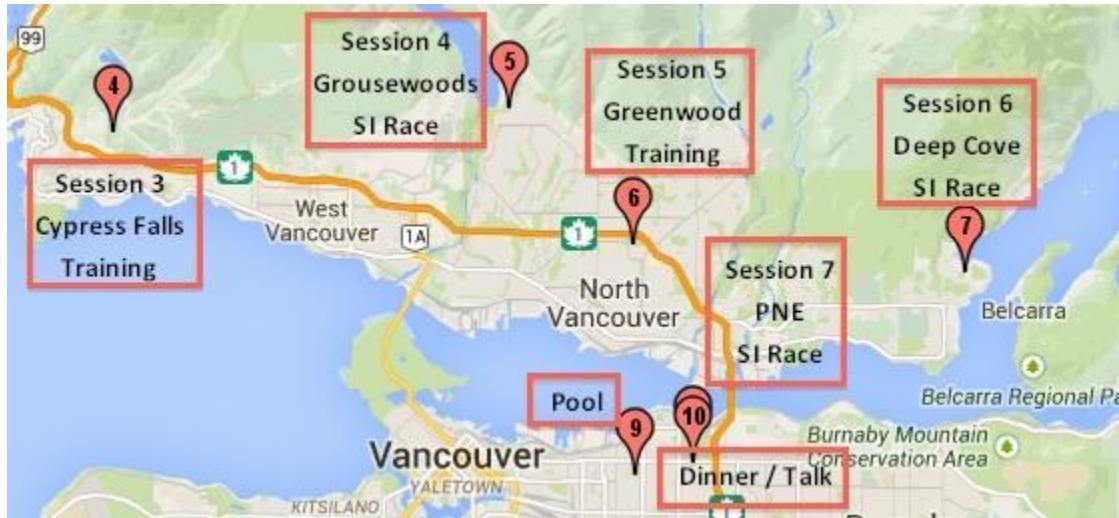 99
4
Session 3
Cypress Falls
Training
1
West
Vancouver
1A
Session 4
Grousewoods
SI Race
5
Session 5
Greenwood
Training
6
1
North
Vancouver
Session 6
Deep Cove
SI Race
7
Session 7
PNE
SI Race
Belcarra
Belcarra Regional Pa
Pool
9
10
Dinner / Talk
Burnaby Mountain
Conservation Area
Vancouver
YALETOWN
KITSILANO
1